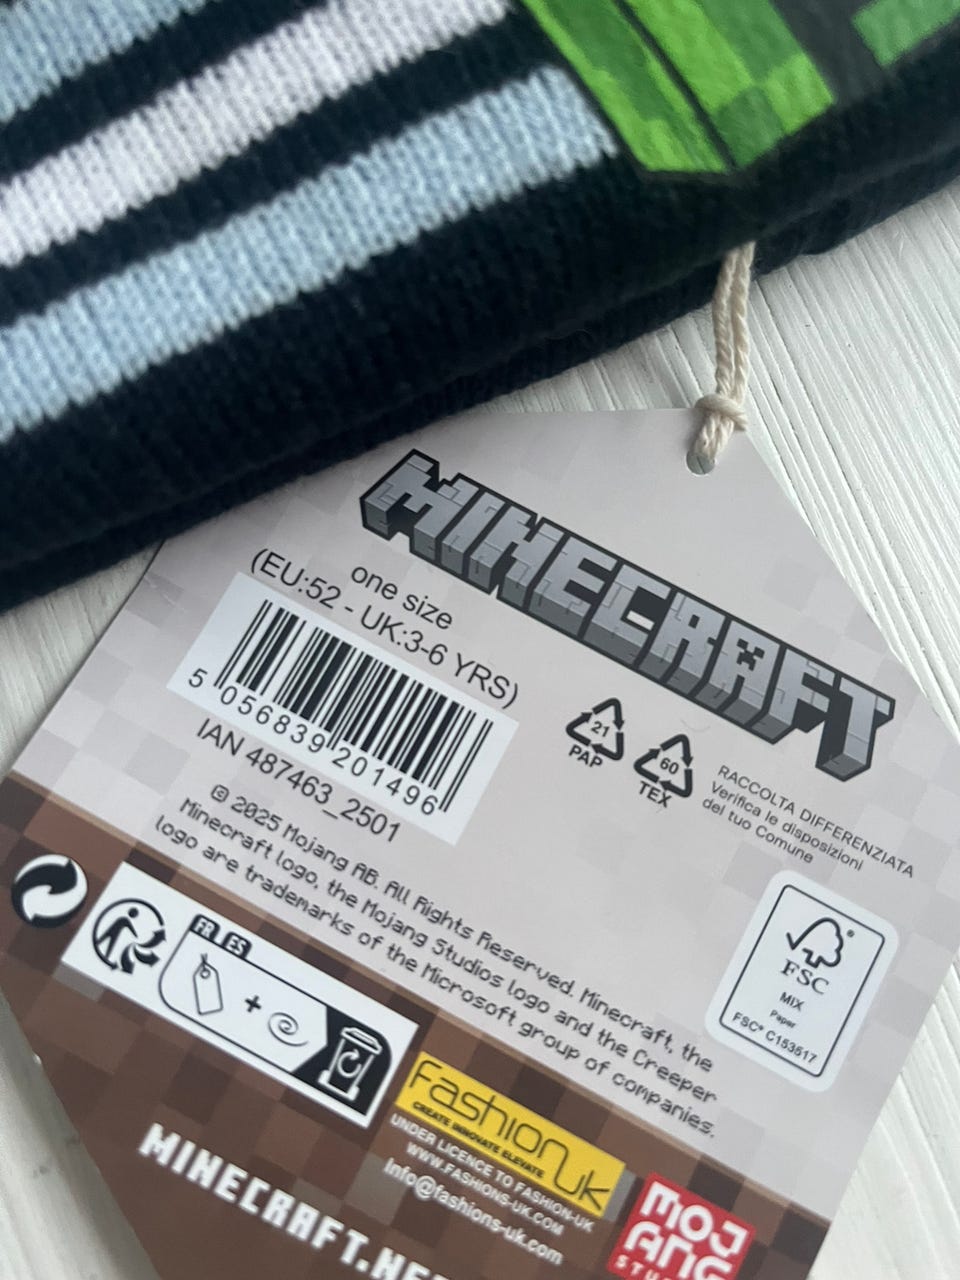 MINECRAFT
one size
(EU:52 - UK:3-6 YRS)
5 056839 201496
IAN 487463_2501
21
PAP
60
TEX
RACCOLTA DIFFERENZIATA
Verifica le disposizioni
del tuo Comune
© 2025 Mojang AB. All Rights Reserved. Minecraft, the
Minecraft logo, the Mojang Studios logo and the Creeper
logo are trademarks of the Microsoft group of companies.
FSC®
MIX
Paper
FSC® C153517
FR ES
+
fashion uk
CREATE INNOVATE ELEVATE
UNDER LICENCE TO FASHION-UK
WWW.FASHIONS-UK.COM
Info@fashions-uk.com
MOJ
ANG
MINECRAFT.NE